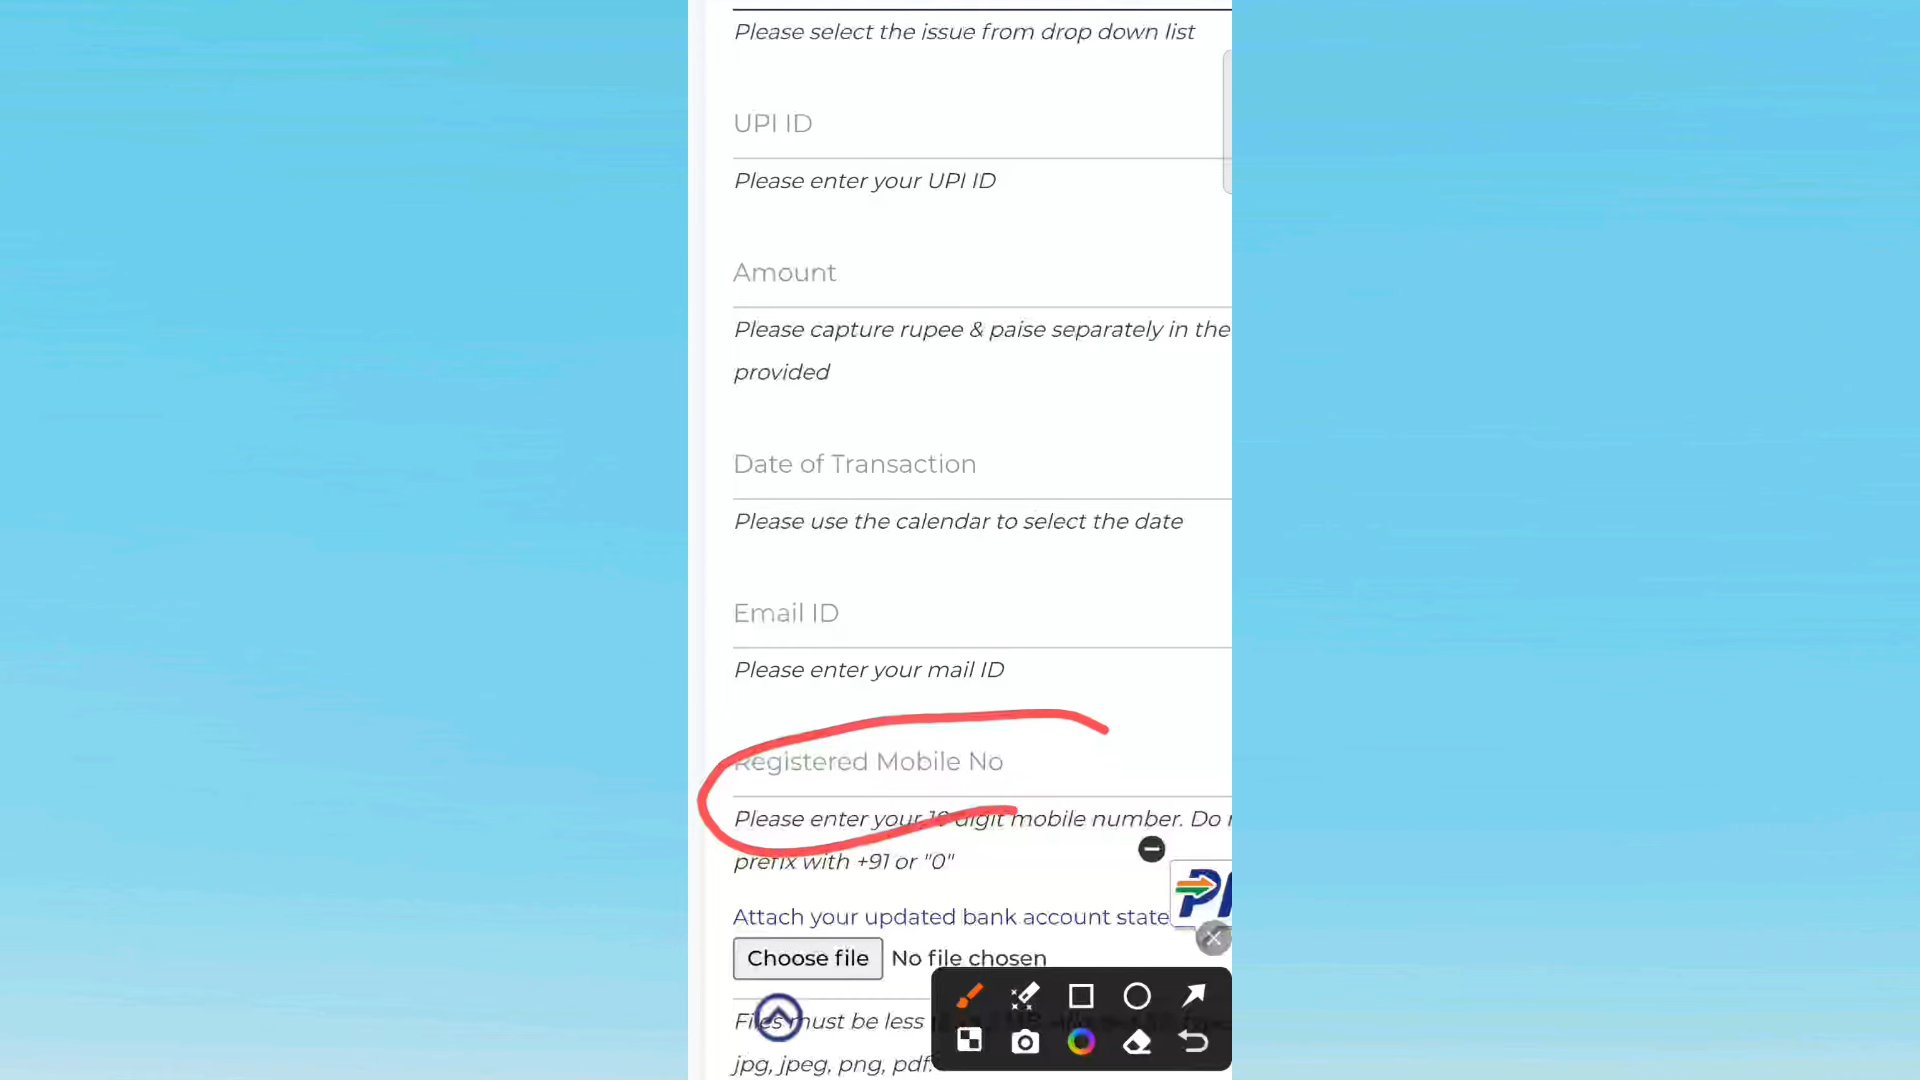 Please select the issue from drop down list
UPI ID
Please enter your UPI ID
Amount
Please capture rupee & paise separately in the
provided
Date of Transaction
Please use the calendar to select the date
Email ID
Please enter your mail ID
Registered Mobile No
Please enter your 10 digit mobile number. Do
prefix with +91 or "0"
Attach your updated bank account state
Choose file No file chosen
Files must be less
jpg, jpeg, png, pdf.